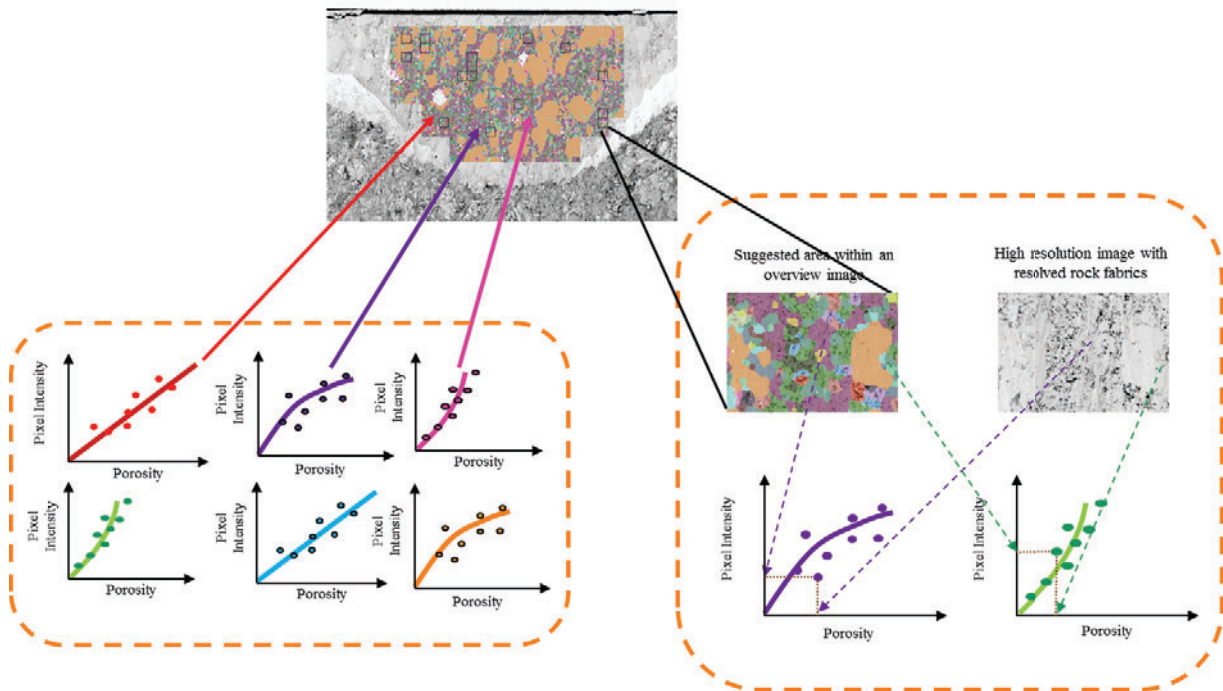 Suggested area within an
overview image
High resolution image with
resolved rock fabrics
Pixel Intensity
Porosity
Pixel
Intensity
Porosity
Pixel
Intensity
Porosity
Pixel
Intensity
Porosity
Pixel
Intensity
Porosity
Pixel
Intensity
Porosity
Pixel Intensity
Porosity
Pixel Intensity
Porosity